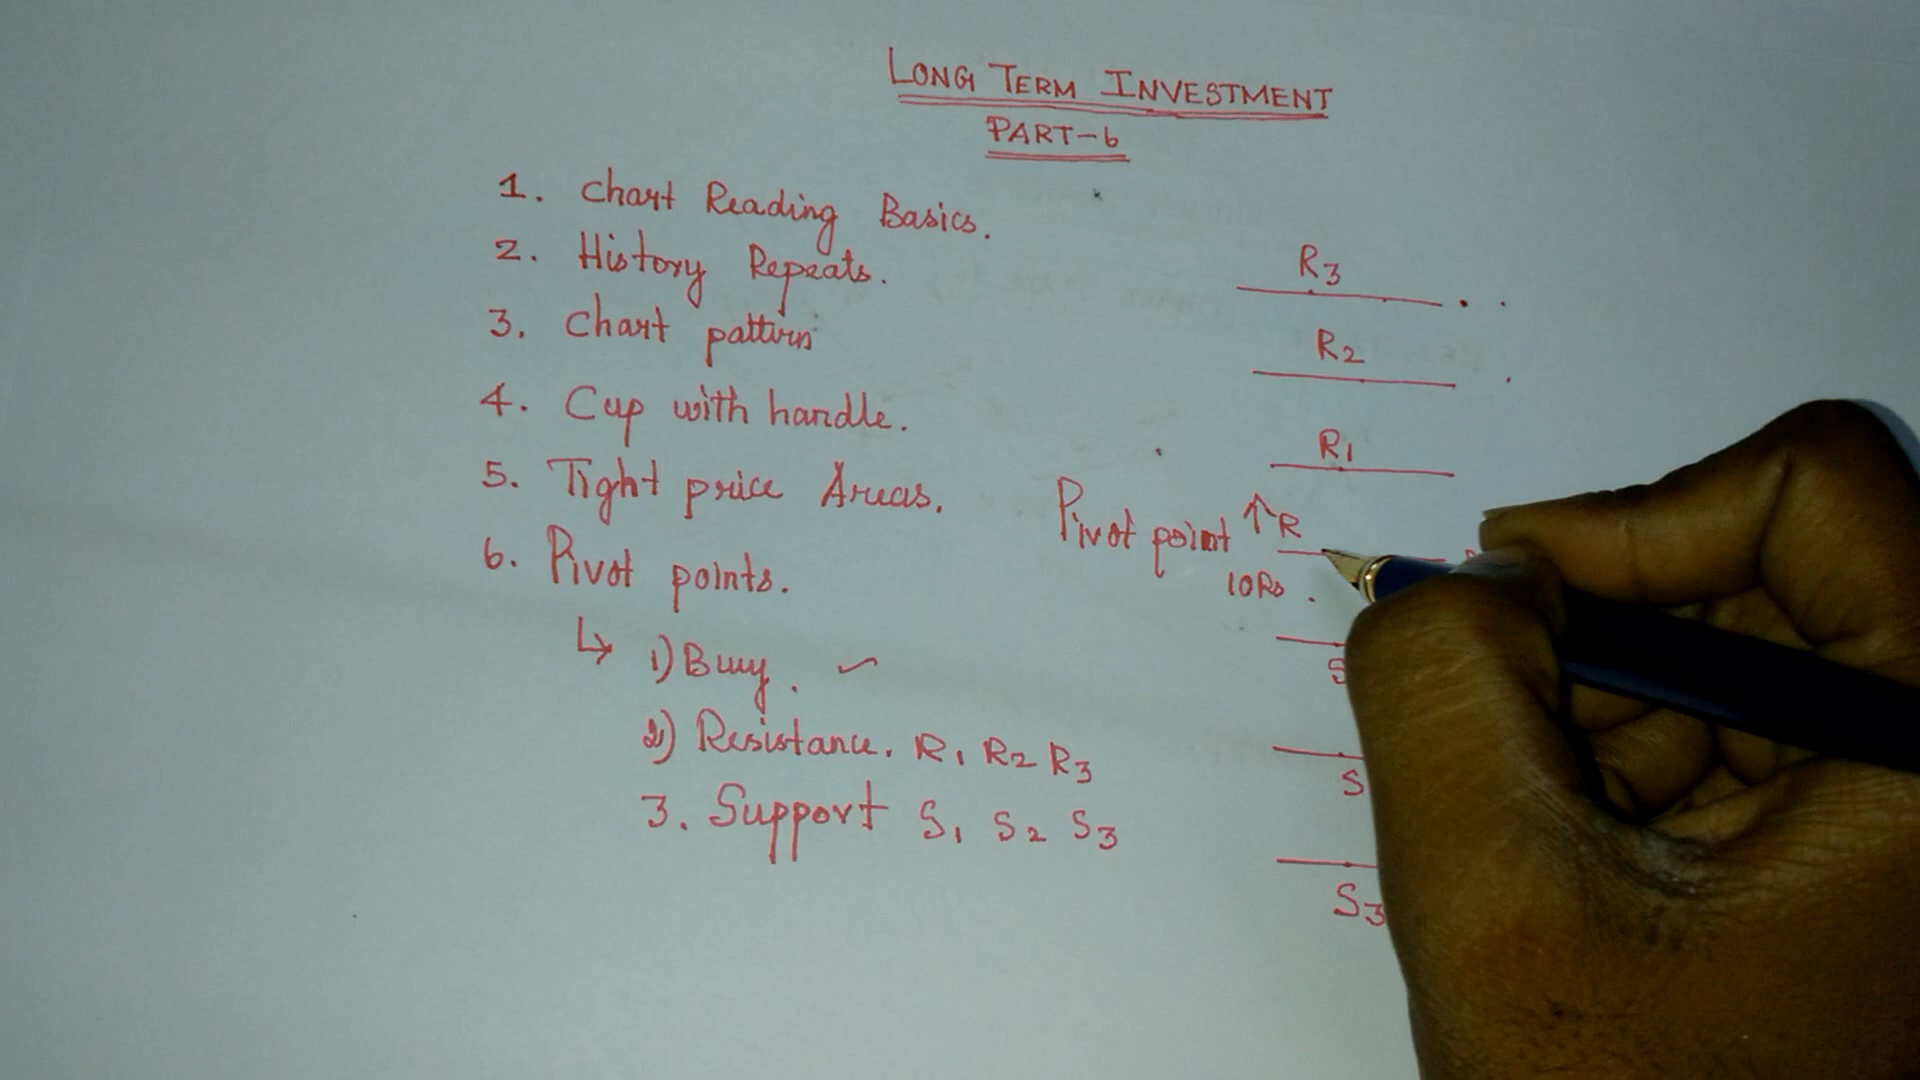 LONG TERM INVESTMENT
PART-6
1. Chart Reading Basics.
2. History Repeats.
3. Chart pattern
4. Cup with handle.
5. Tight price Areas.
6. Pivot points.
↳ 1) Buy.
2) Resistance. R1 R2 R3
3. Support S1 S2 S3
R3
R2
R1
Pivot point ↑R
10Rs.
S
S
S3